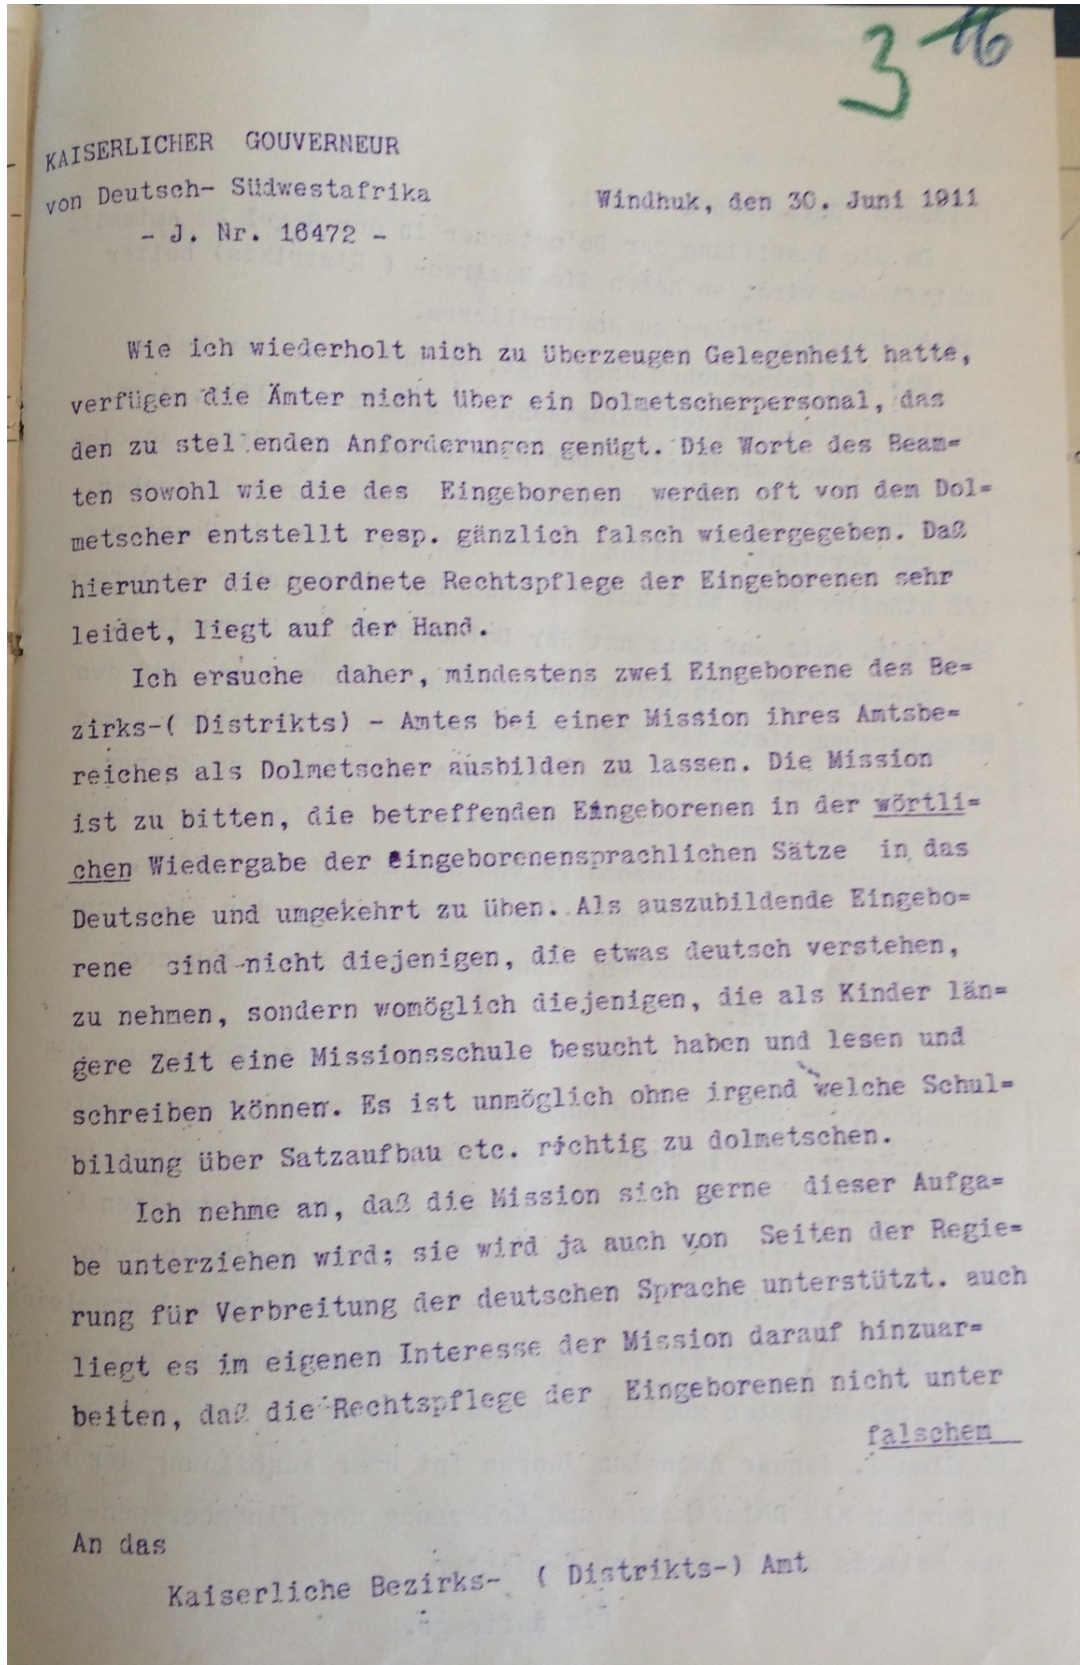 3 16
KAISERLICHER GOUVERNEUR
von Deutsch- Südwestafrika
Windhuk, den 30. Juni 1911
- J. Nr. 16472 -
Wie ich wiederholt mich zu überzeugen Gelegenheit hatte,
verfügen die Ämter nicht über ein Dolmetscherpersonal, das
den zu stellenden Anforderungen genügt. Die Worte des Beam=
ten sowohl wie die des Eingeborenen werden oft von dem Dol=
metscher entstellt resp. gänzlich falsch wiedergegeben. Daß
hierunter die geordnete Rechtspflege der Eingeborenen sehr
leidet, liegt auf der Hand.
Ich ersuche daher, mindestens zwei Eingeborene des Be=
zirks-( Distrikts) - Amtes bei einer Mission ihres Amtsbe=
reiches als Dolmetscher ausbilden zu lassen. Die Mission
ist zu bitten, die betreffenden Eingeborenen in der wörtli=
chen Wiedergabe der eingeborenensprachlichen Sätze in das
Deutsche und umgekehrt zu üben. Als auszubildende Eingebo=
rene sind nicht diejenigen, die etwas deutsch verstehen,
zu nehmen, sondern womöglich diejenigen, die als Kinder län=
gere Zeit eine Missionsschule besucht haben und lesen und
schreiben können. Es ist unmöglich ohne irgend welche Schul=
bildung über Satzaufbau etc. richtig zu dolmetschen.
Ich nehme an, daß die Mission sich gerne dieser Aufga=
be unterziehen wird; sie wird ja auch von Seiten der Regie=
rung für Verbreitung der deutschen Sprache unterstützt. auch
liegt es im eigenen Interesse der Mission darauf hinzuar=
beiten, daß die Rechtspflege der Eingeborenen nicht unter
falschen
An das
Kaiserliche Bezirks- ( Distrikts-) Amt